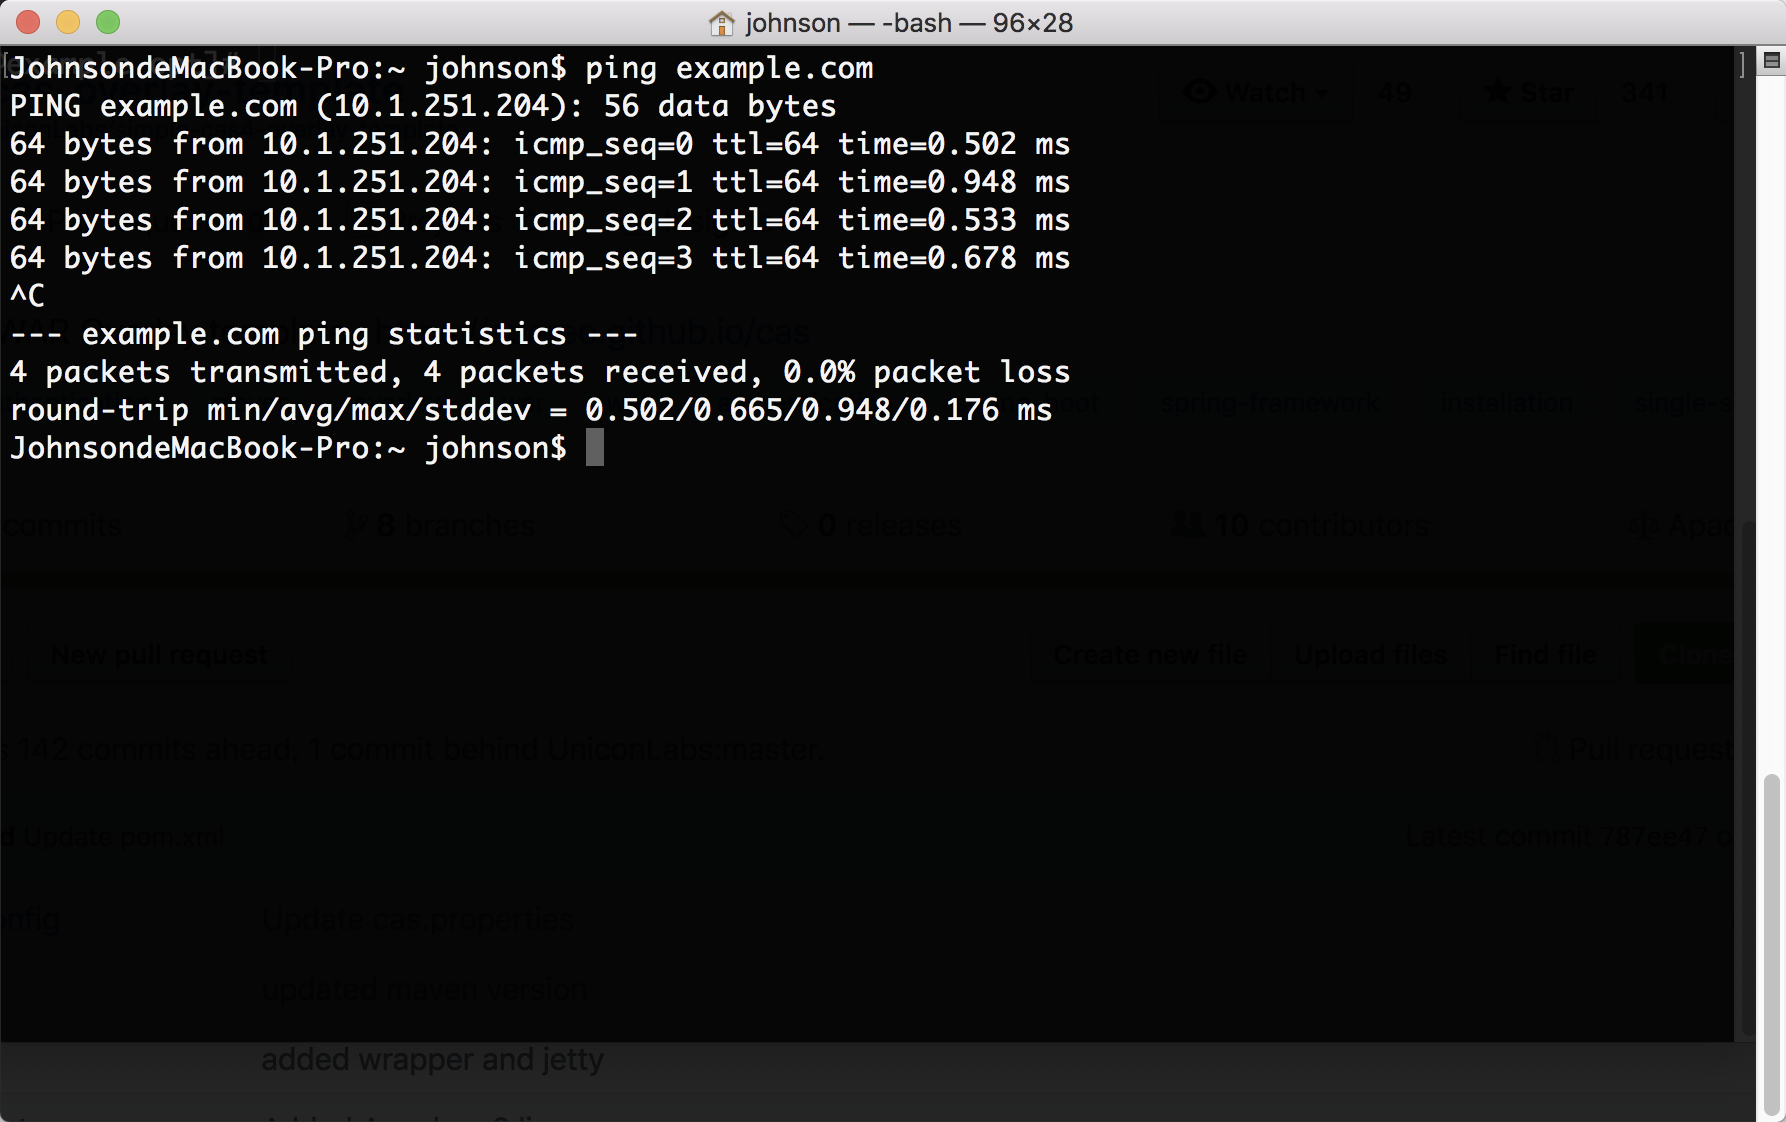 johnson — -bash — 96×28
JohnsondeMacBook-Pro:~ johnson$ ping example.com
PING example.com (10.1.251.204): 56 data bytes
64 bytes from 10.1.251.204: icmp_seq=0 ttl=64 time=0.502 ms
64 bytes from 10.1.251.204: icmp_seq=1 ttl=64 time=0.948 ms
64 bytes from 10.1.251.204: icmp_seq=2 ttl=64 time=0.533 ms
64 bytes from 10.1.251.204: icmp_seq=3 ttl=64 time=0.678 ms
^C
--- example.com ping statistics ---
4 packets transmitted, 4 packets received, 0.0% packet loss
round-trip min/avg/max/stddev = 0.502/0.665/0.948/0.176 ms
JohnsondeMacBook-Pro:~ johnson$
Watch 49 Star 341
github.io/cas
spring-framework installation
commits 8 branches 0 releases 10 contributors
New pull request Create new file Upload files Find file Clone
142 commits ahead, 1 commit behind UniconLabs:master. Pull request
Update pom.xml Latest commit 787ee47
Update cas.properties
updated maven version
added wrapper and jetty